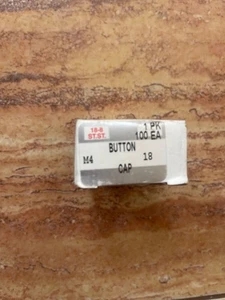 18-8
ST.ST.
1 PK
100 EA
BUTTON
M4 18
CAP